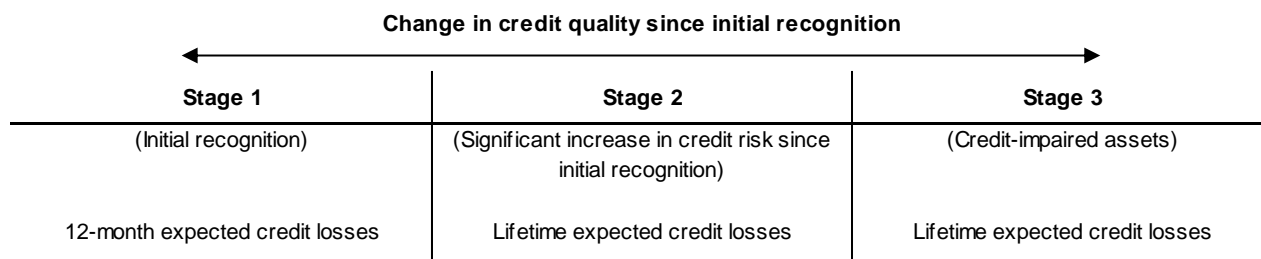 Change in credit quality since initial recognition
Stage 1
Stage 2
Stage 3
(Initial recognition)
(Significant increase in credit risk since
initial recognition)
(Credit-impaired assets)
12-month expected credit losses
Lifetime expected credit losses
Lifetime expected credit losses